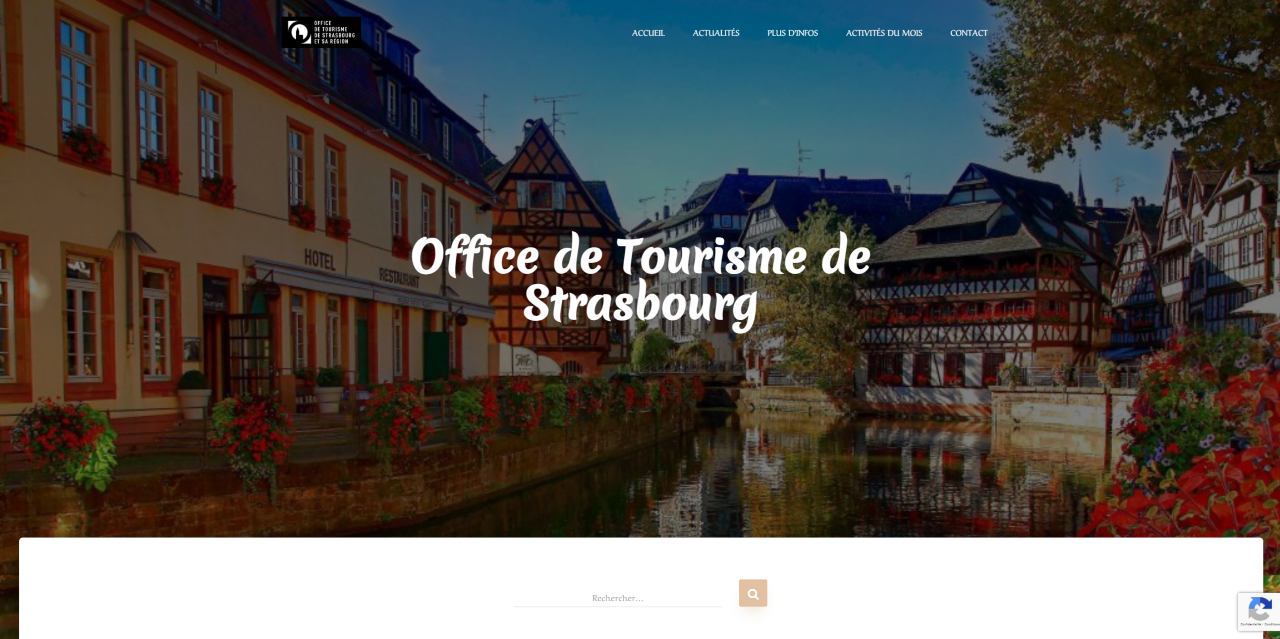 OFFICE
DE TOURISME
DE STRASBOURG
ET SA RÉGION
ACCUEIL
ACTUALITÉS
PLUS D'INFOS
ACTIVITÉS DU MOIS
CONTACT
HOTEL
RESTAURANT
Office de Tourisme de
Strasbourg
Rechercher...